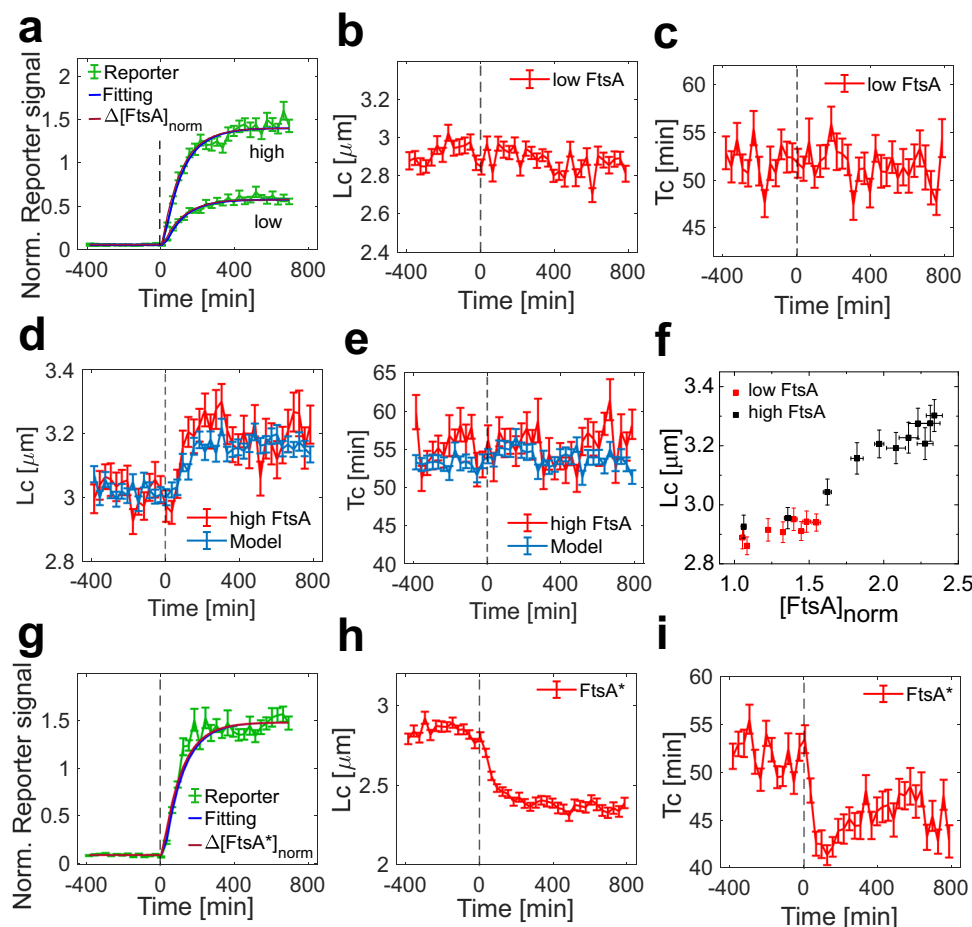 a
Norm. Reporter signal
2
1.5
1
0.5
0
Reporter
Fitting
Δ[FtsA]norm
high
low
-400 0 400 800
Time [min]
b
Lc [μm]
3.2
3
2.8
2.6
2.4
low FtsA
-400 0 400 800
Time [min]
c
Tc [min]
60
55
50
45
low FtsA
-400 0 400 800
Time [min]
d
Lc [μm]
3.4
3.2
3
2.8
high FtsA
Model
-400 0 400 800
Time [min]
e
Tc [min]
65
60
55
50
45
40
high FtsA
Model
-400 0 400 800
Time [min]
f
Lc [μm]
3.4
3.2
3.0
2.8
low FtsA
high FtsA
1.0 1.5 2.0 2.5
[FtsA]norm
g
Norm. Reporter signal
1.5
1
0.5
0
Reporter
Fitting
Δ[FtsA*]norm
-400 0 400 800
Time [min]
h
Lc [μm]
3
2.5
2
FtsA*
-400 0 400 800
Time [min]
i
Tc [min]
60
55
50
45
40
FtsA*
-400 0 400 800
Time [min]